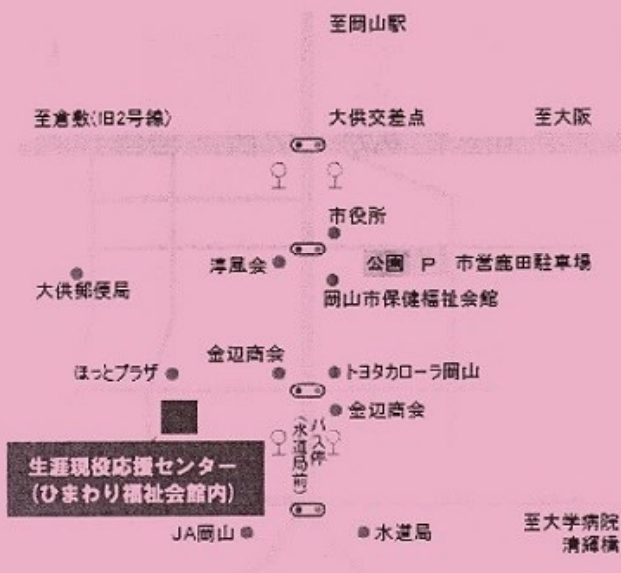 至岡山駅
至倉敷(旧2号線)
大供交差点
至大阪
市役所
淳風会
公園 P 市営鹿田駐車場
大供郵便局
岡山市保健福祉会館
金辺商会
ほっとプラザ
トヨタカローラ岡山
金辺商会
バス停
(水道局前)
生涯現役応援センター
(ひまわり福祉会館内)
JA岡山
水道局
至大学病院
清輝橋